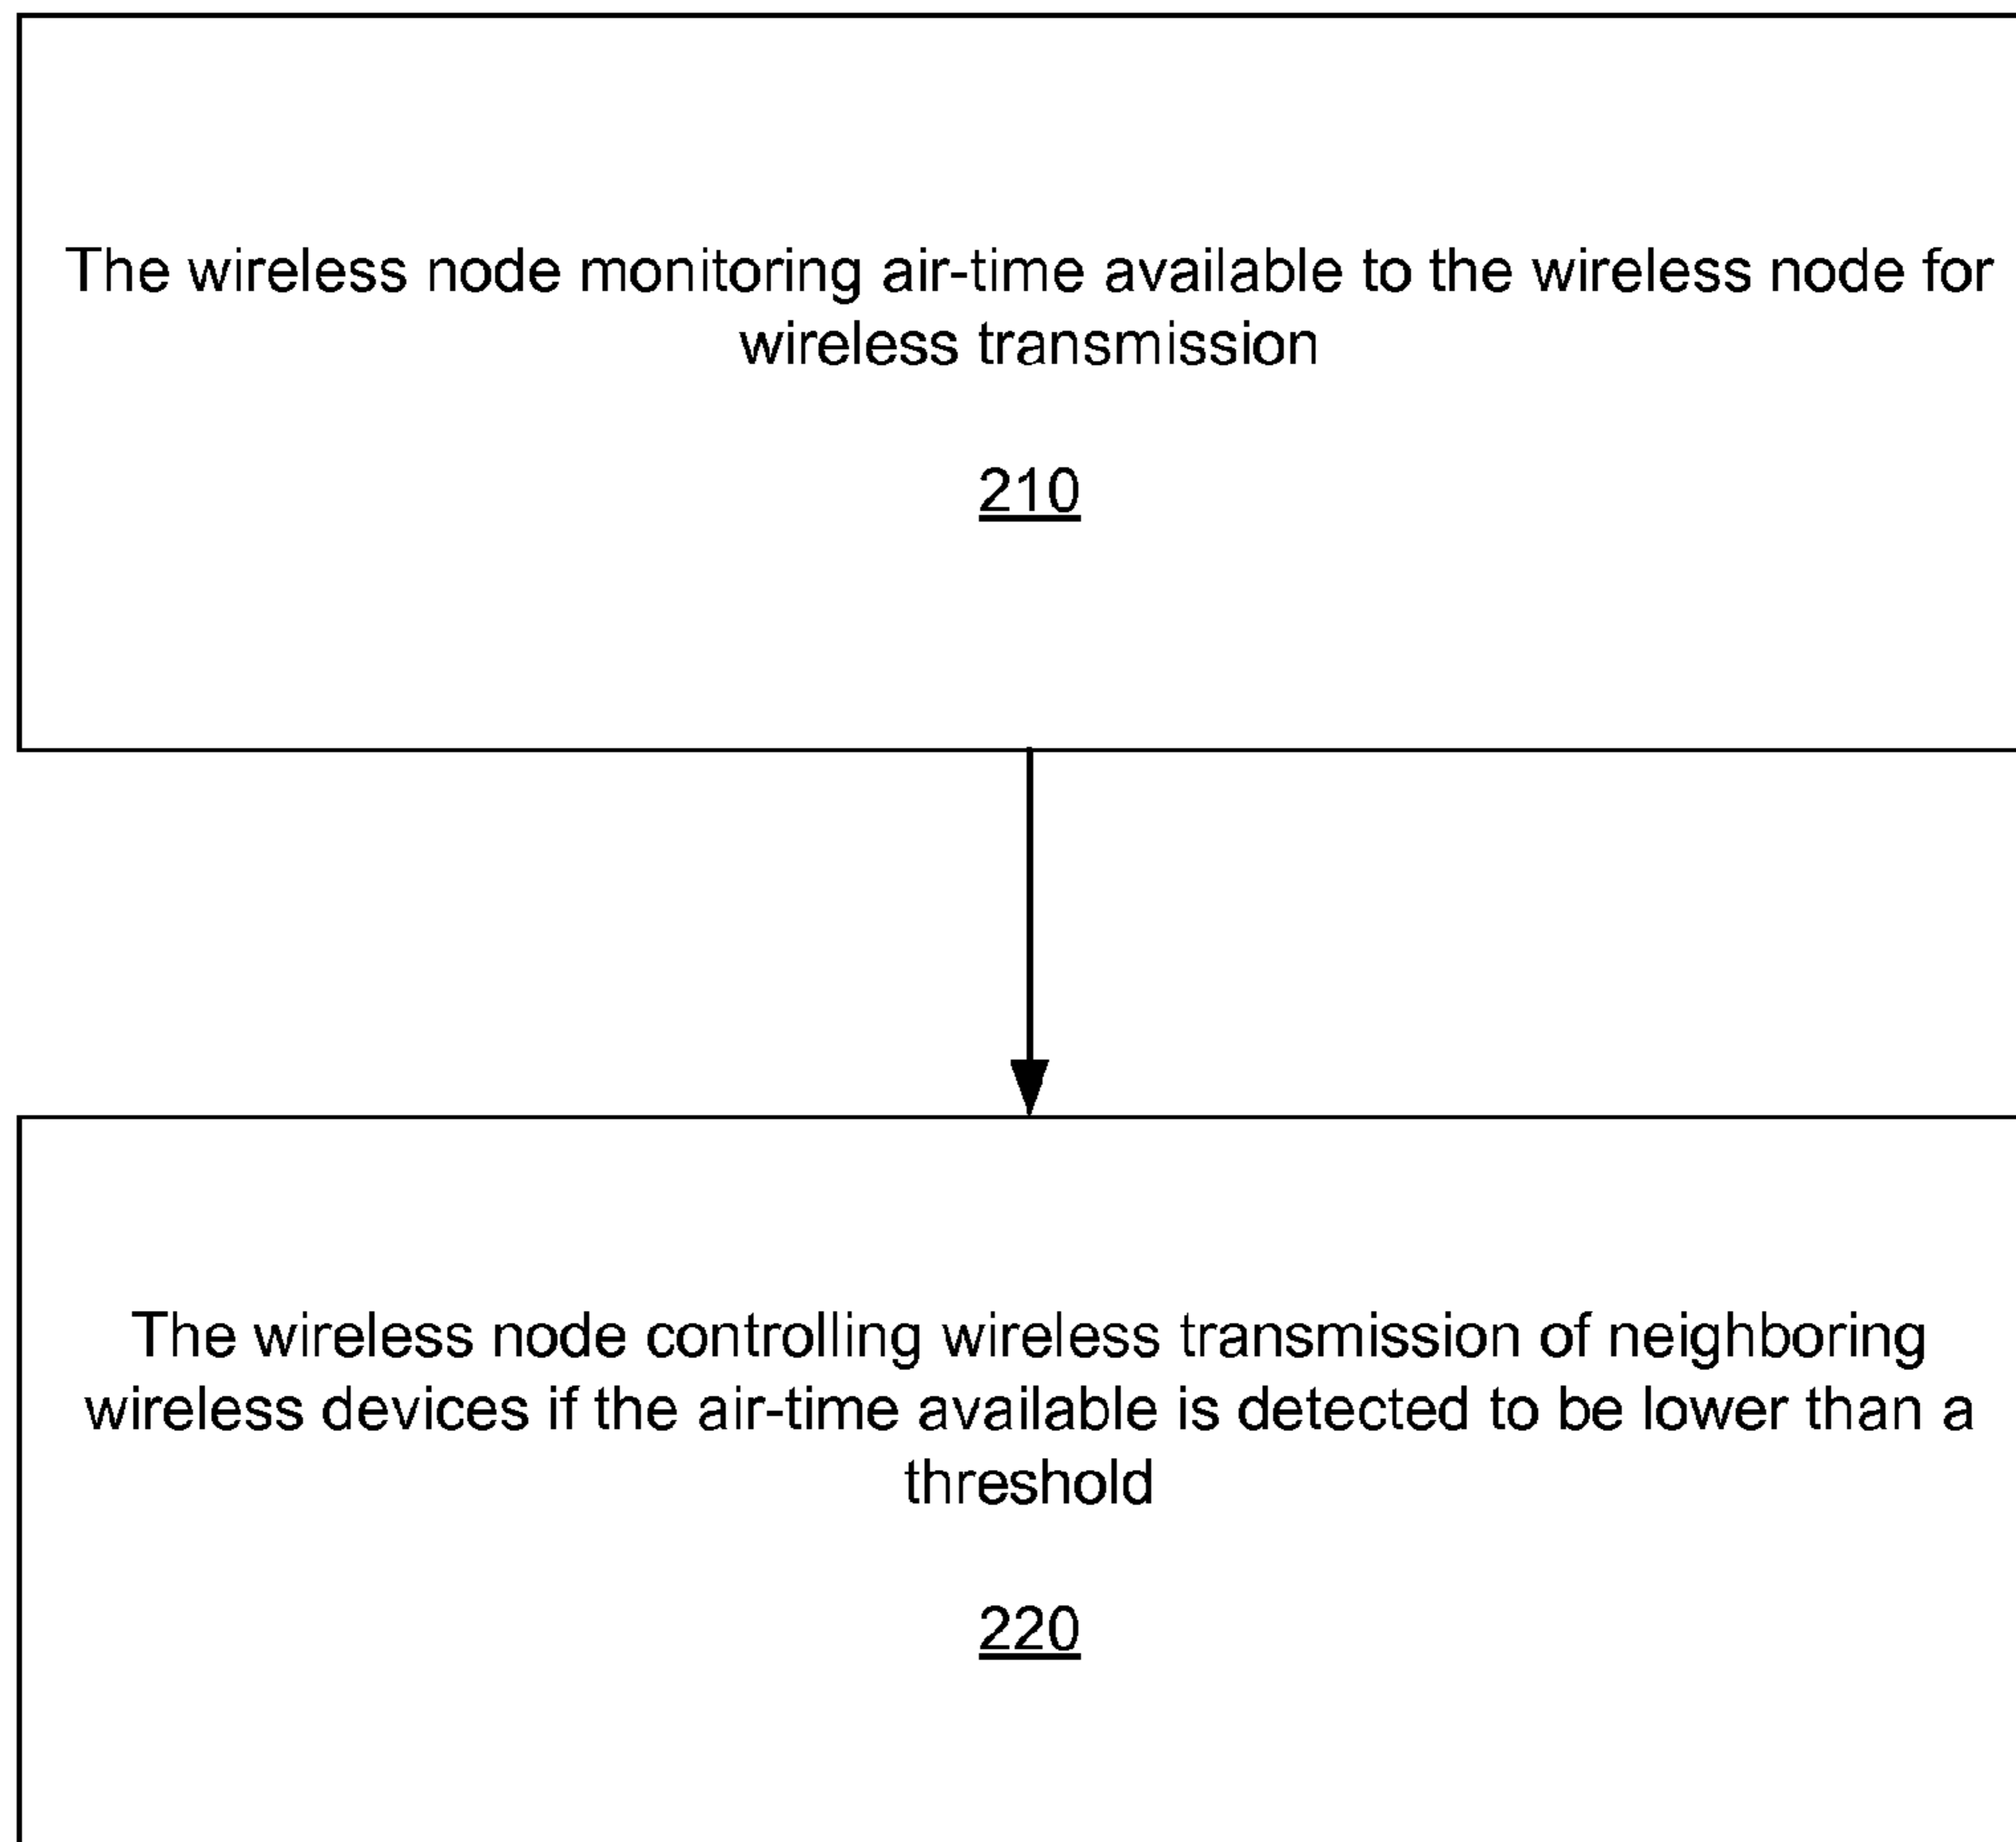 The wireless node monitoring air-time available to the wireless node for
wireless transmission
210
The wireless node controlling wireless transmission of neighboring
wireless devices if the air-time available is detected to be lower than a
threshold
220